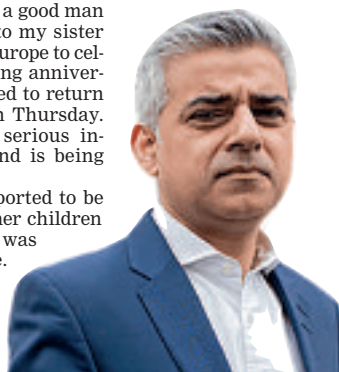 a good man
to my sister
urope to cel-
ng anniver-
ed to return
n Thursday.
serious in-
nd is being
ported to be
her children
was
e.